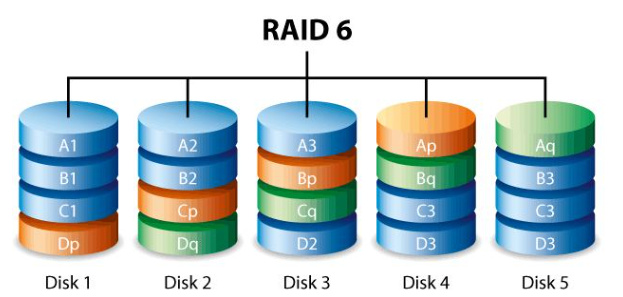 RAID 6
A1 A2 A3 Ap Aq
B1 B2 Bp Bq B3
C1 Cp Cq C3 C3
Dp Dq D2 D3 D3
Disk 1 Disk 2 Disk 3 Disk 4 Disk 5